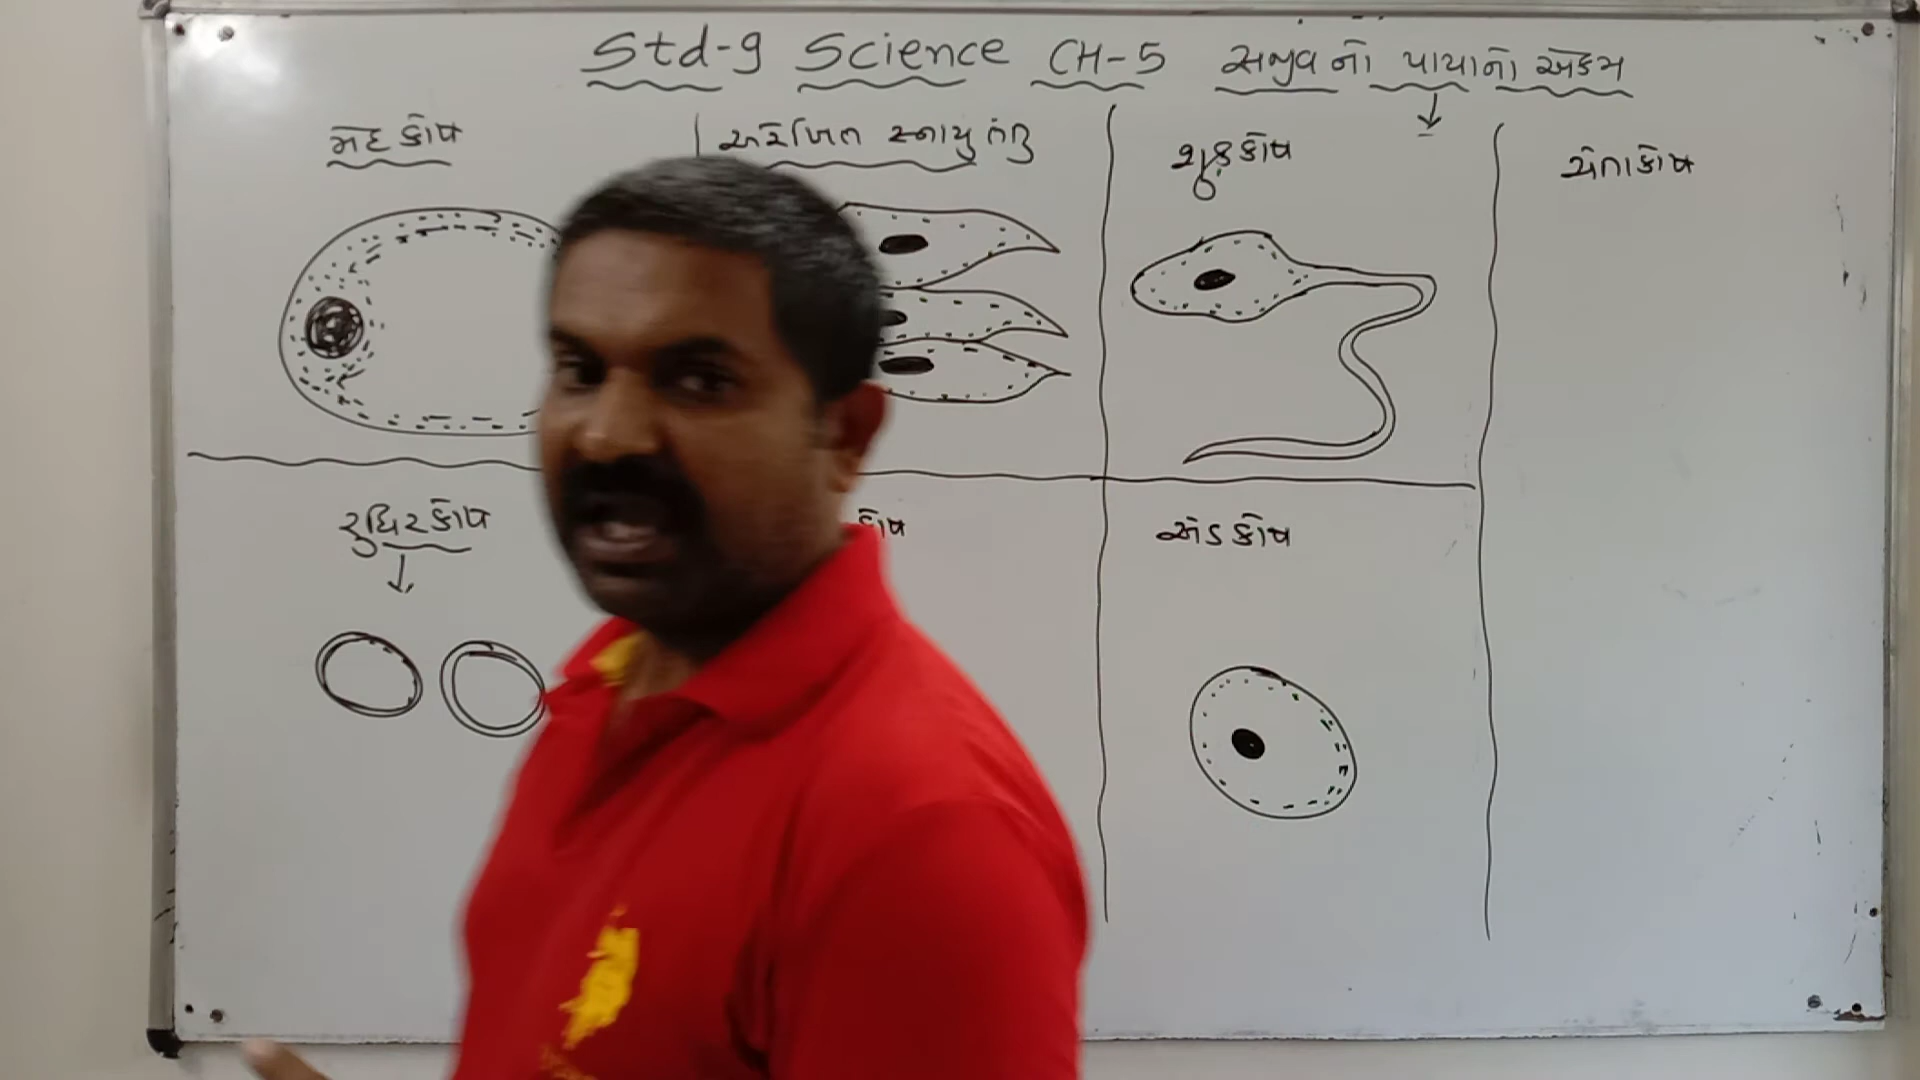 Std-9 Science CH-5 સજીવનો પાયાનો એકમ
મેદકોષ
અરેખિત સ્નાયુતંતુ
શુક્રકોષ
ચેતાકોષ
રુધિરકોષ
અંડકોષ